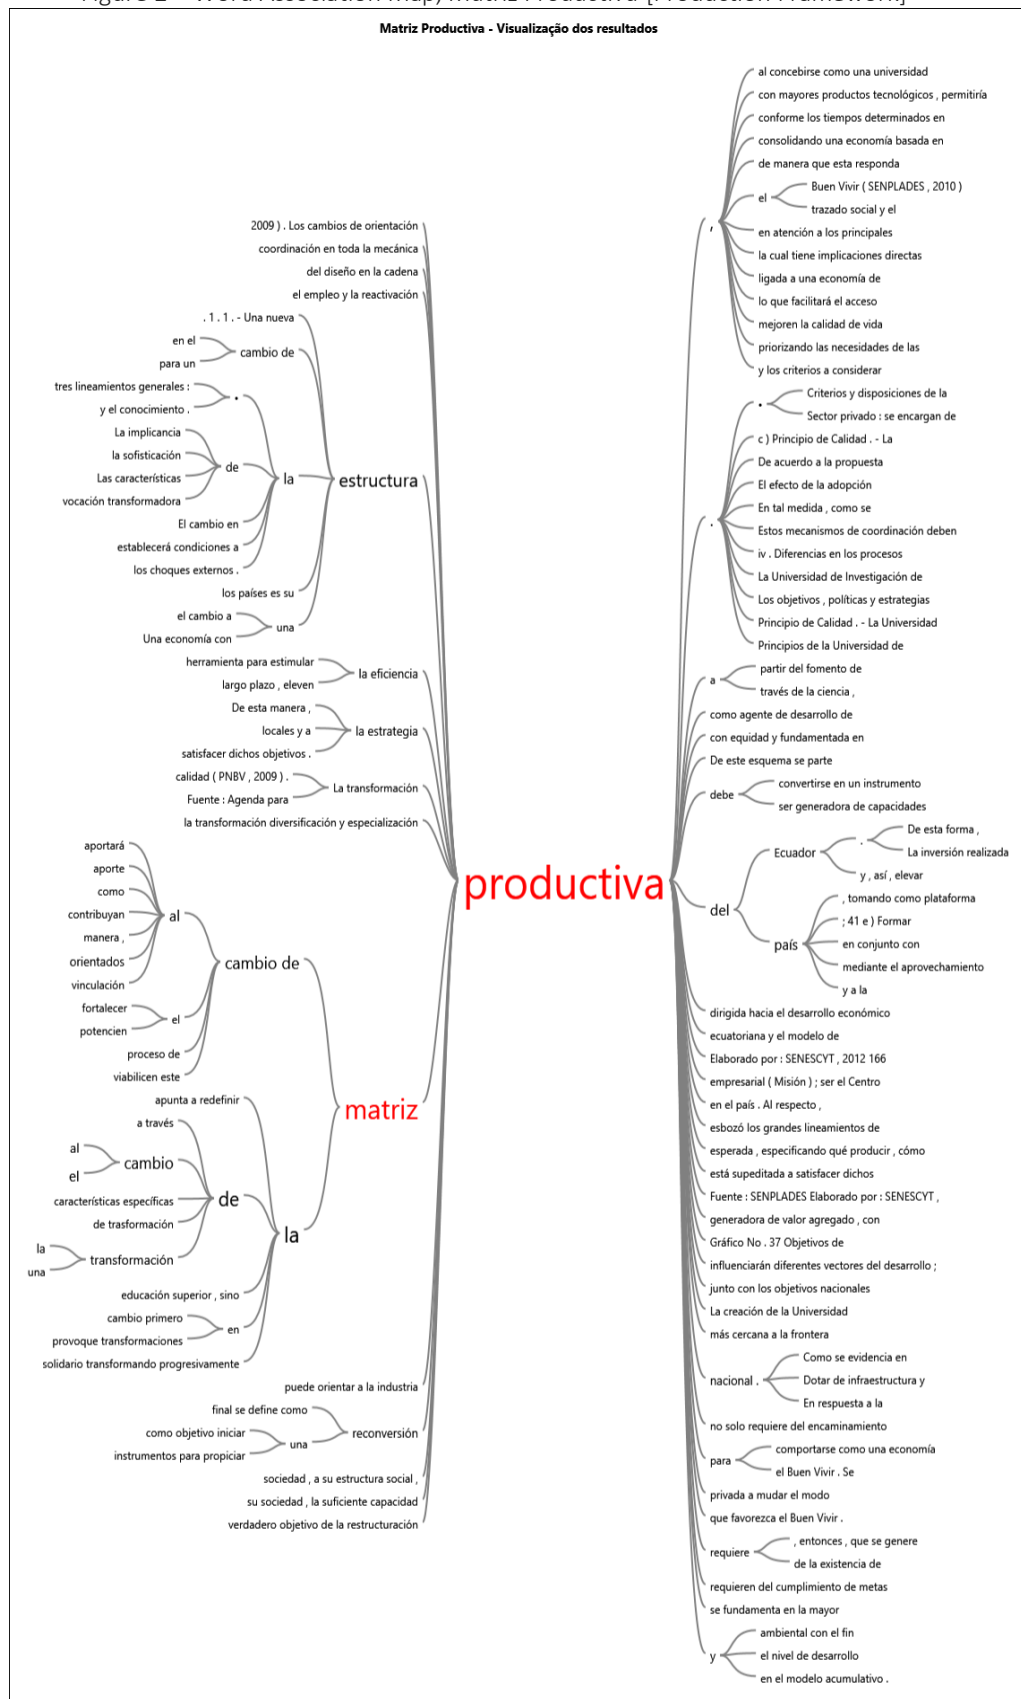 Matriz Productiva - Visualização dos resultados
2009 ) . Los cambios de orientación
coordinación en toda la mecánica
del diseño en la cadena
el empleo y la reactivación
. 1 . 1 . - Una nueva
en el
para un
cambio de
tres lineamientos generales :
y el conocimiento .
.
La implicancia
la sofisticación
Las características
vocación transformadora
de
la
El cambio en
establecerá condiciones a
los choques externos .
estructura
los países es su
el cambio a
Una economía con
una
herramienta para estimular
largo plazo , eleven
la eficiencia
De esta manera ,
locales y a
satisfacer dichos objetivos .
la estrategia
calidad ( PNBV , 2009 ) .
Fuente : Agenda para
La transformación
la transformación diversificación y especialización
aportará
aporte
como
contribuyan
manera ,
orientados
vinculación
al
cambio de
fortalecer
potencien
el
proceso de
viabilicen este
matriz
apunta a redefinir
a través
al
el
cambio
características específicas
de trasformación
de
la
una
transformación
la
educación superior , sino
cambio primero
provoque transformaciones
en
solidario transformando progresivamente
puede orientar a la industria
final se define como
como objetivo iniciar
instrumentos para propiciar
una
reconversión
sociedad , a su estructura social ,
su sociedad , la suficiente capacidad
verdadero objetivo de la restructuración
productiva
,
al concebirse como una universidad
con mayores productos tecnológicos , permitiría
conforme los tiempos determinados en
consolidando una economía basada en
de manera que esta responda
el
Buen Vivir ( SENPLADES , 2010 )
trazado social y el
en atención a los principales
la cual tiene implicaciones directas
ligada a una economía de
lo que facilitará el acceso
mejoren la calidad de vida
priorizando las necesidades de las
y los criterios a considerar
.
.
Criterios y disposiciones de la
Sector privado : se encargan de
c ) Principio de Calidad . - La
De acuerdo a la propuesta
El efecto de la adopción
En tal medida , como se
Estos mecanismos de coordinación deben
iv . Diferencias en los procesos
La Universidad de Investigación de
Los objetivos , políticas y estrategias
Principio de Calidad . - La Universidad
Principios de la Universidad de
a
partir del fomento de
través de la ciencia ,
como agente de desarrollo de
con equidad y fundamentada en
De este esquema se parte
debe
convertirse en un instrumento
ser generadora de capacidades
del
Ecuador
.
De esta forma ,
La inversión realizada
y , así , elevar
país
, tomando como plataforma
; 41 e ) Formar
en conjunto con
mediante el aprovechamiento
y a la
dirigida hacia el desarrollo económico
ecuatoriana y el modelo de
Elaborado por : SENESCYT , 2012 166
empresarial ( Misión ) ; ser el Centro
en el país . Al respecto ,
esbozó los grandes lineamientos de
esperada , especificando qué producir , cómo
está supeditada a satisfacer dichos
Fuente : SENPLADES Elaborado por : SENESCYT ,
generadora de valor agregado , con
Gráfico No . 37 Objetivos de
influenciarán diferentes vectores del desarrollo ;
junto con los objetivos nacionales
La creación de la Universidad
más cercana a la frontera
nacional .
Como se evidencia en
Dotar de infraestructura y
En respuesta a la
no solo requiere del encaminamiento
para
comportarse como una economía
el Buen Vivir . Se
privada a mudar el modo
que favorezca el Buen Vivir .
requiere
, entonces , que se genere
de la existencia de
requieren del cumplimiento de metas
se fundamenta en la mayor
y
ambiental con el fin
el nivel de desarrollo
en el modelo acumulativo .